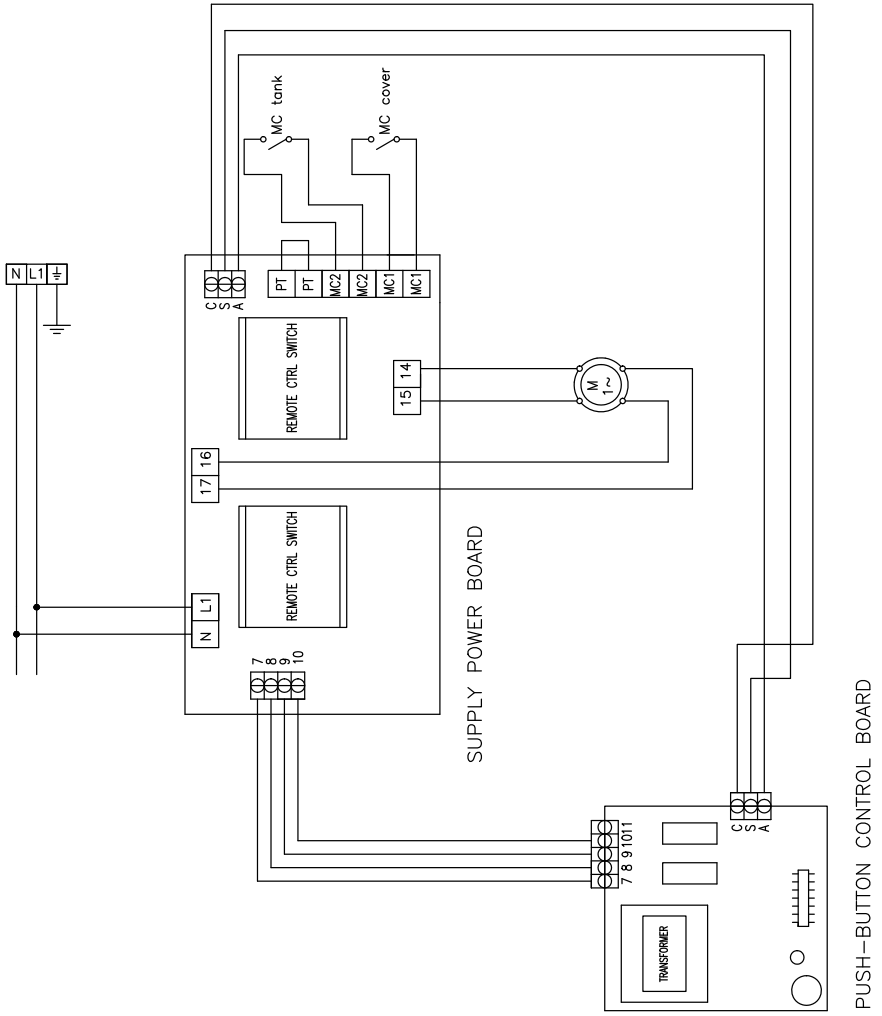 N L1
MC tank
MC cover
C
S
A
PT
PT
MC2
MC2
MC1
MC1
REMOTE CTRL SWITCH
15 14
M
1~
17 16
REMOTE CTRL SWITCH
N L1
7
8
9
10
SUPPLY POWER BOARD
C
S
A
7 8 9 10 11
TRANSFORMER
PUSH-BUTTON CONTROL BOARD